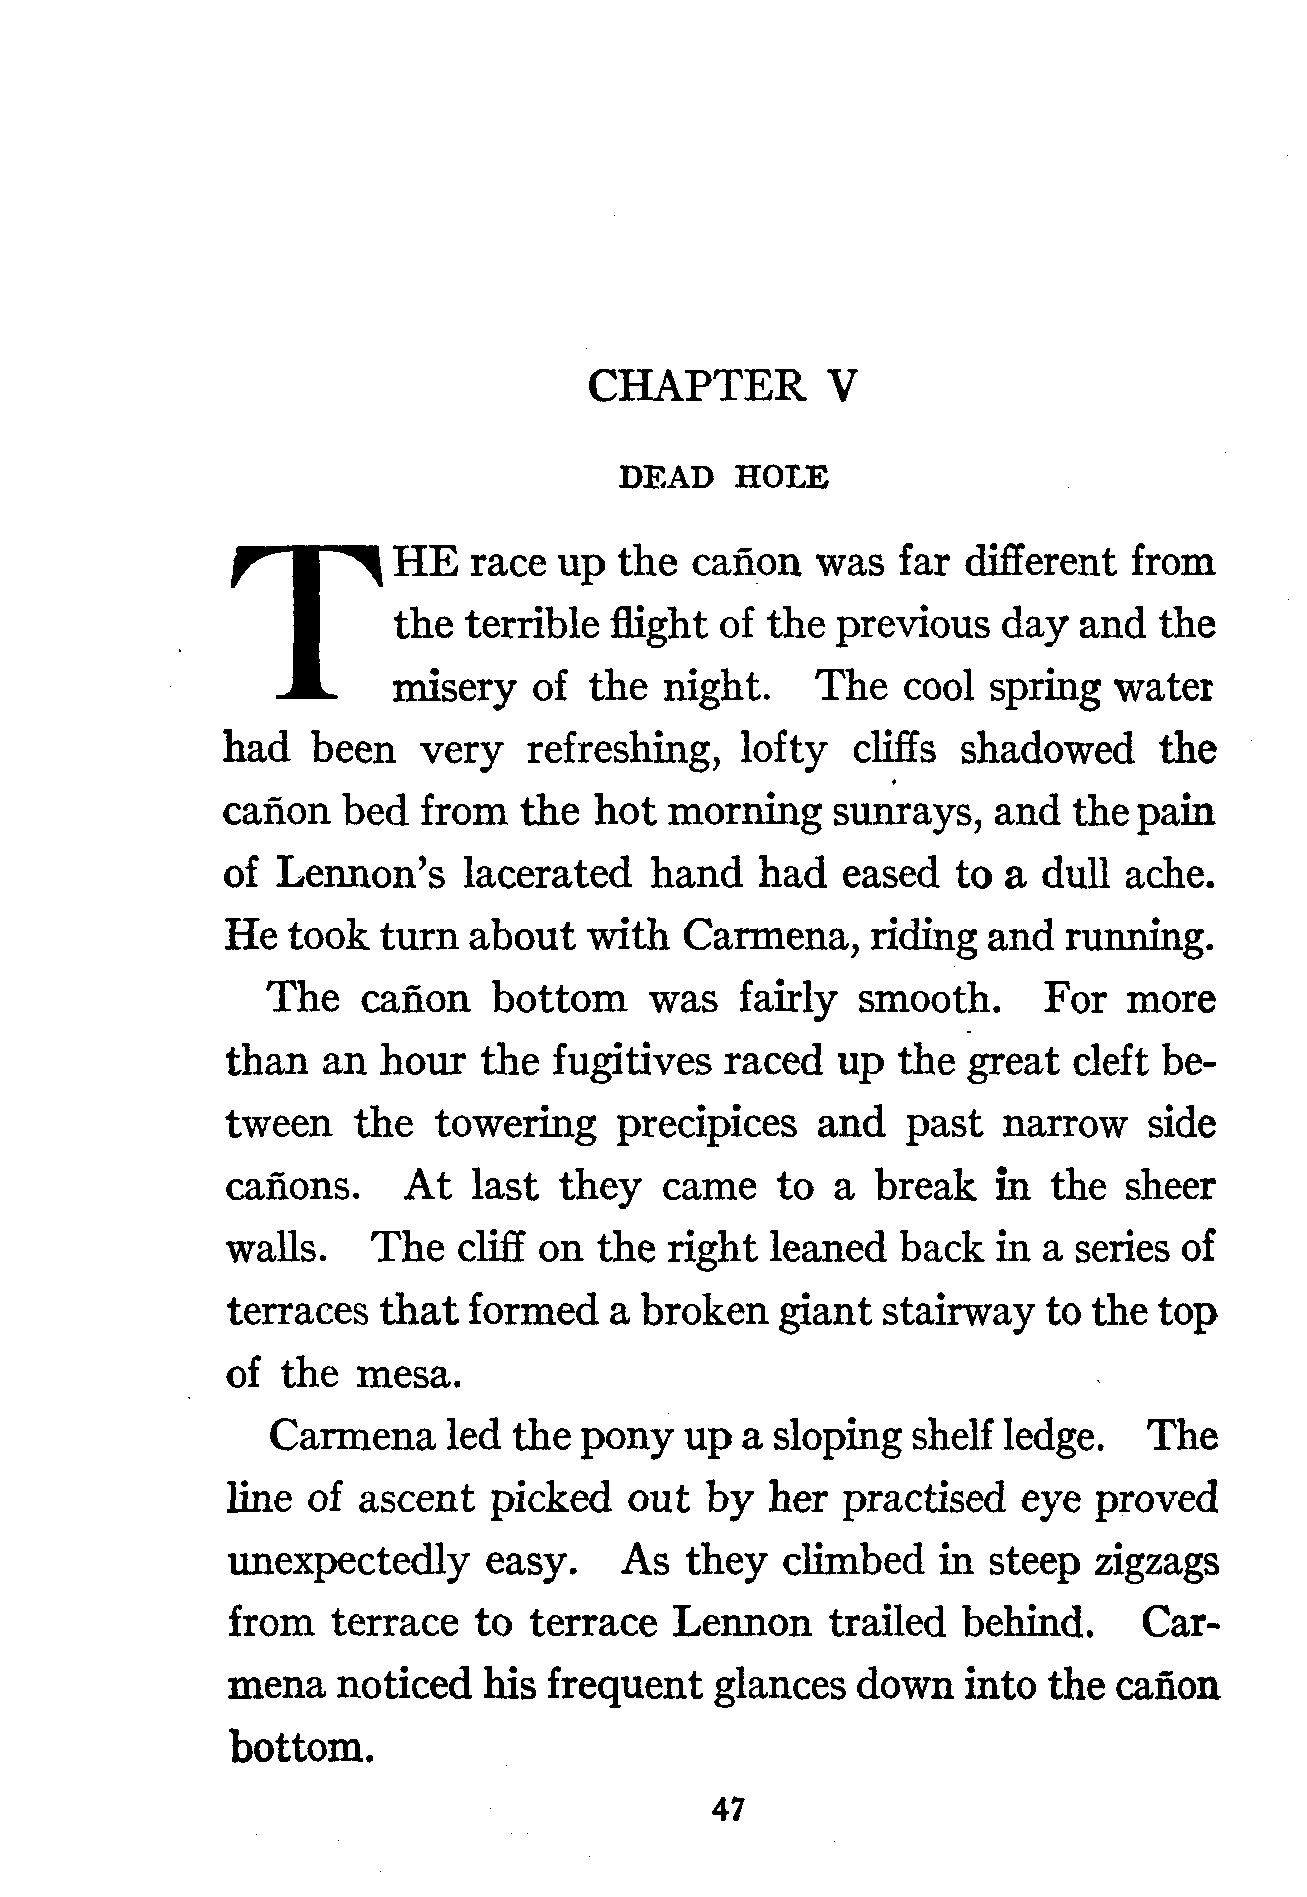 CHAPTER V
DEAD HOLE
THE race up the cañon was far different from
the terrible flight of the previous day and the
misery of the night. The cool spring water
had been very refreshing, lofty cliffs shadowed the
cañon bed from the hot morning sunrays, and the pain
of Lennon's lacerated hand had eased to a dull ache.
He took turn about with Carmena, riding and running.
The cañon bottom was fairly smooth. For more
than an hour the fugitives raced up the great cleft be-
tween the towering precipices and past narrow side
cañons. At last they came to a break in the sheer
walls. The cliff on the right leaned back in a series of
terraces that formed a broken giant stairway to the top
of the mesa.
Carmena led the pony up a sloping shelf ledge. The
line of ascent picked out by her practised eye proved
unexpectedly easy. As they climbed in steep zigzags
from terrace to terrace Lennon trailed behind. Car-
mena noticed his frequent glances down into the cañon
bottom.
47